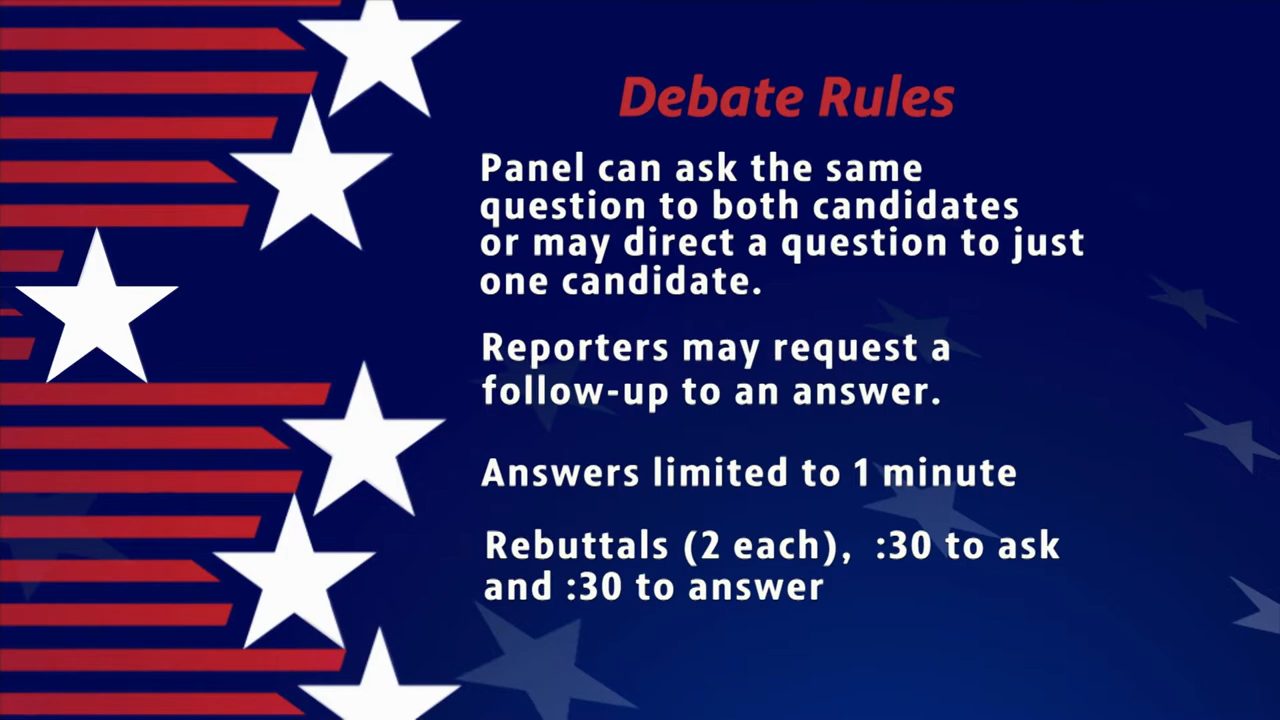 Debate Rules
Panel can ask the same
question to both candidates
or may direct a question to just
one candidate.
Reporters may request a
follow-up to an answer.
Answers limited to 1 minute
Rebuttals (2 each),  :30 to ask
and :30 to answer